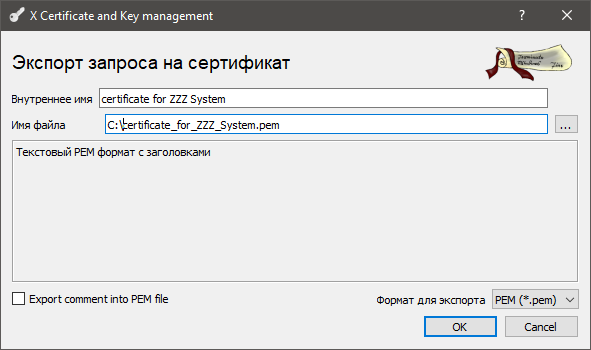 X Certificate and Key management
?
Экспорт запроса на сертификат
Внутреннее имя certificate for ZZZ System
Имя файла C:\certificate_for_ZZZ_System.pem ...
Текстовый PEM формат с заголовками
Export comment into PEM file Формат для экспорта PEM (*.pem)
OK Cancel